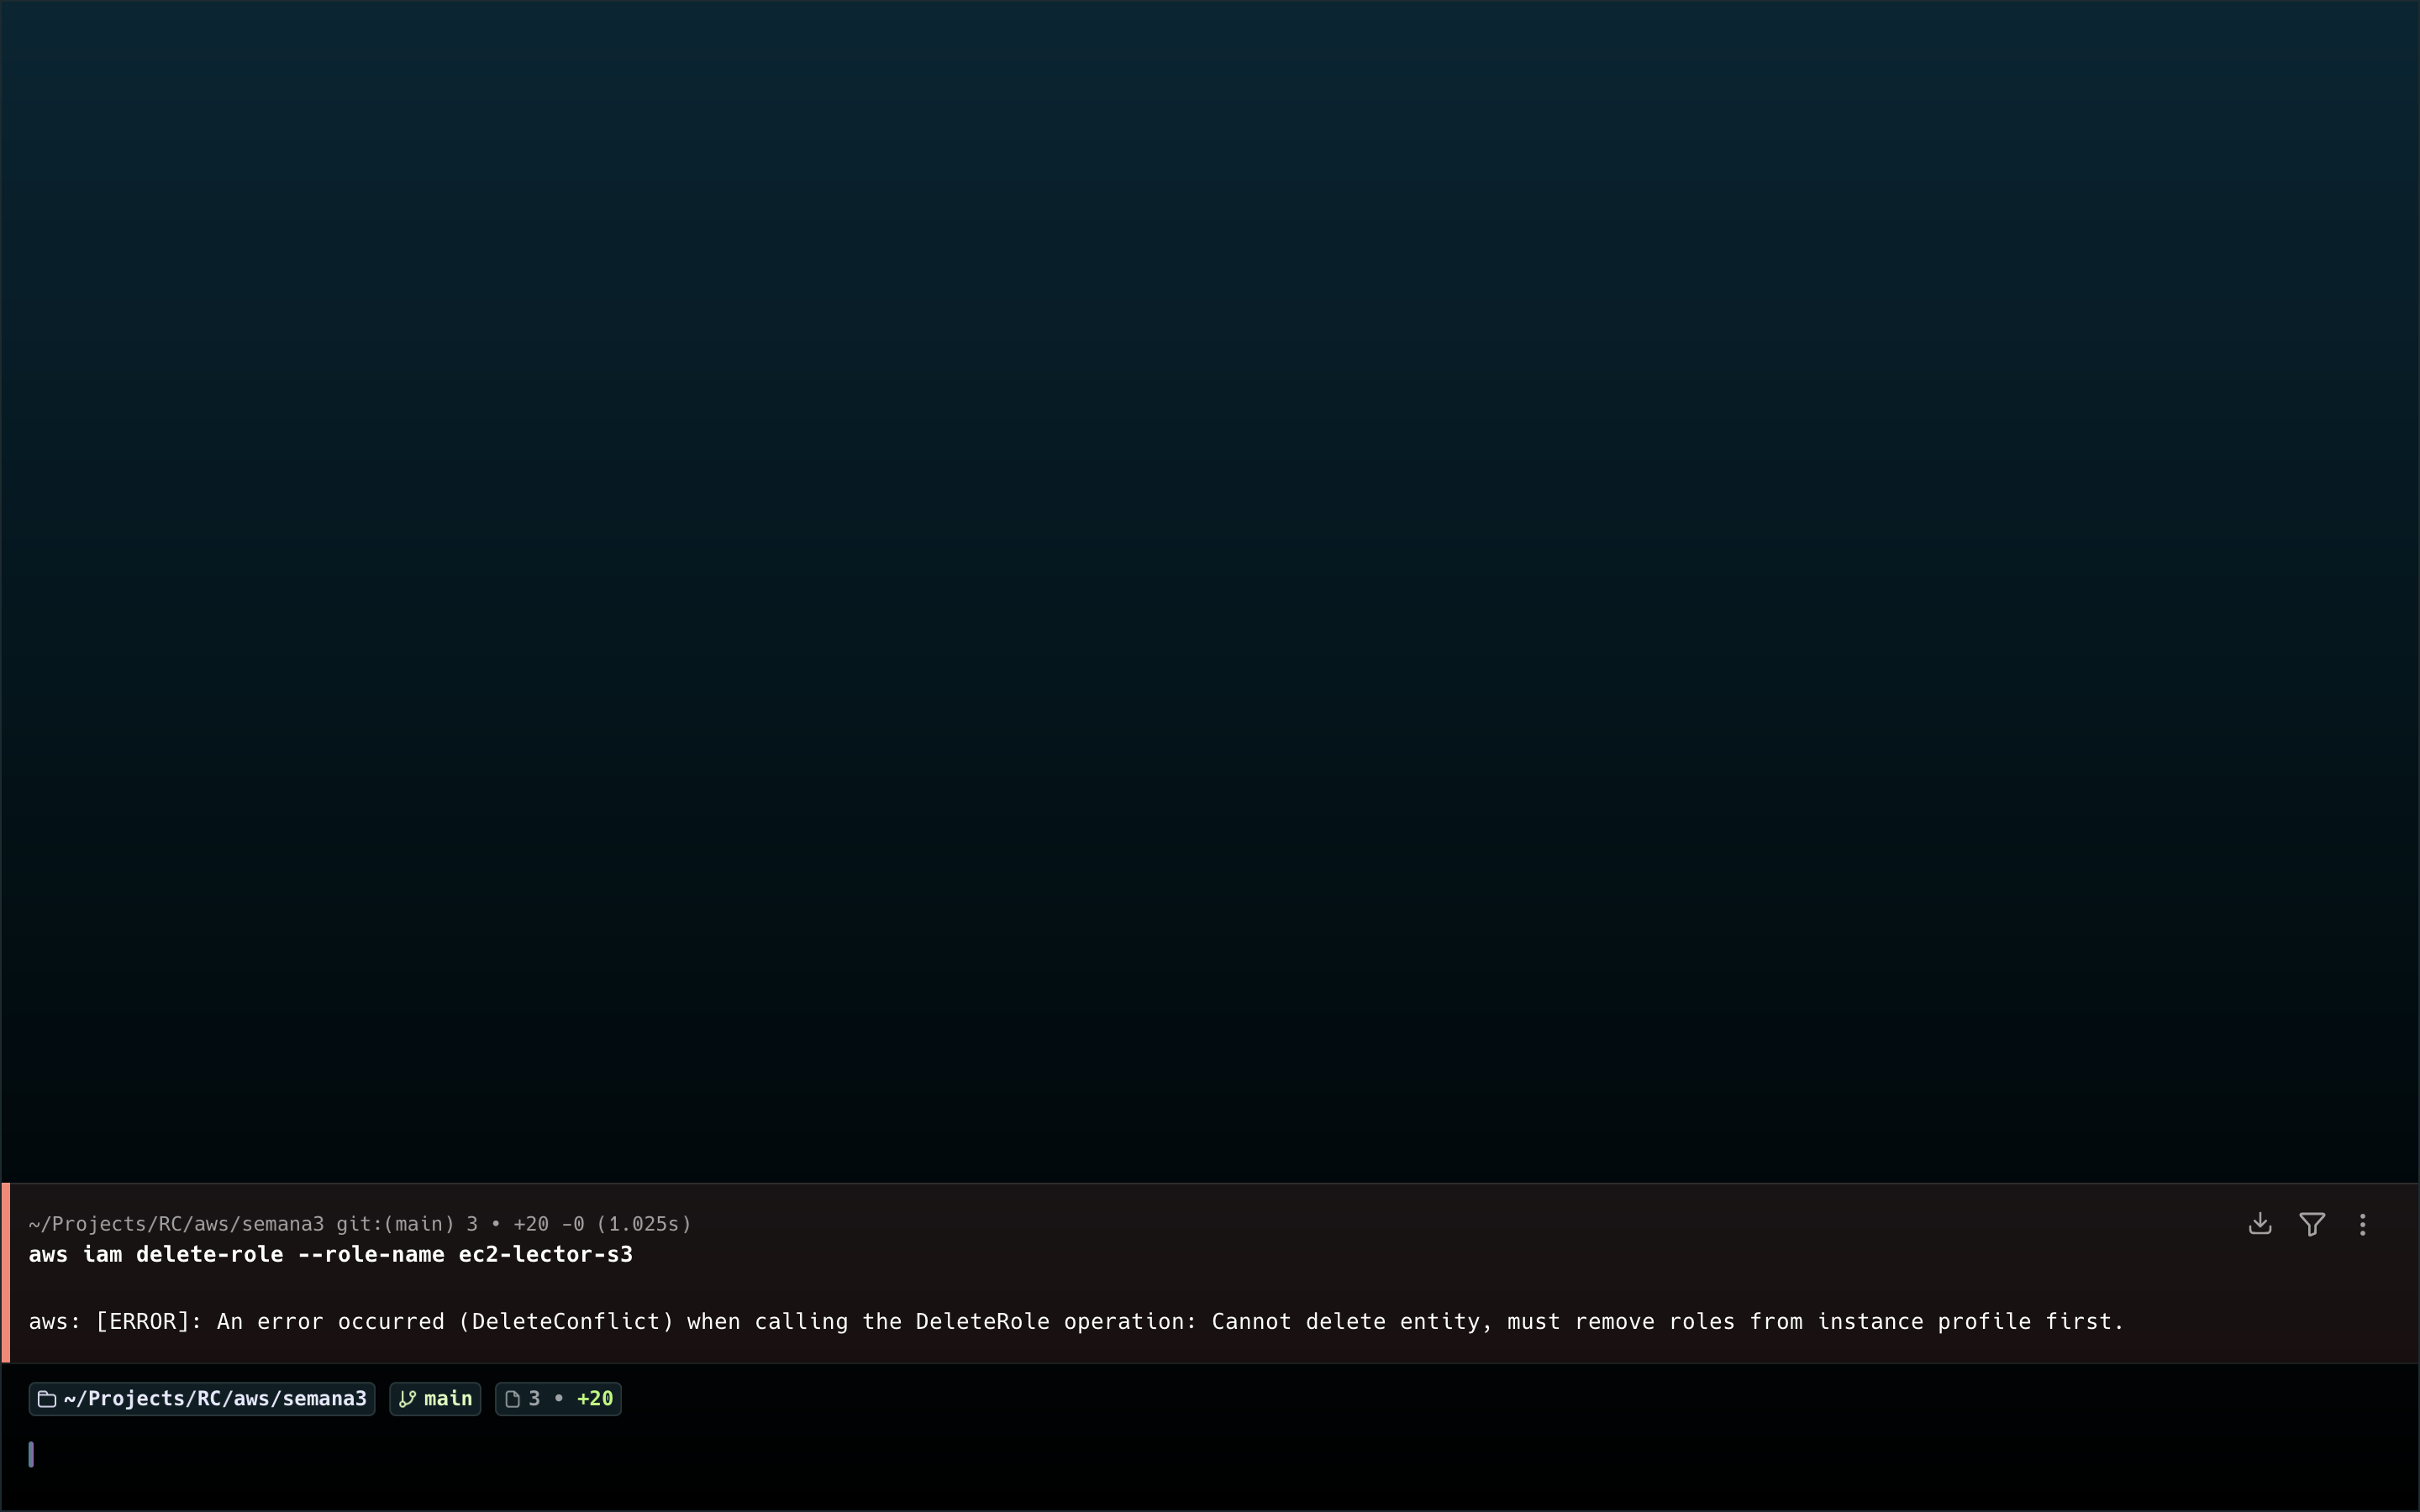 ~/Projects/RC/aws/semana3 git:(main) 3 • +20 -0 (1.025s)
aws iam delete-role --role-name ec2-lector-s3
aws: [ERROR]: An error occurred (DeleteConflict) when calling the DeleteRole operation: Cannot delete entity, must remove roles from instance profile first.
~/Projects/RC/aws/semana3 main 3 • +20